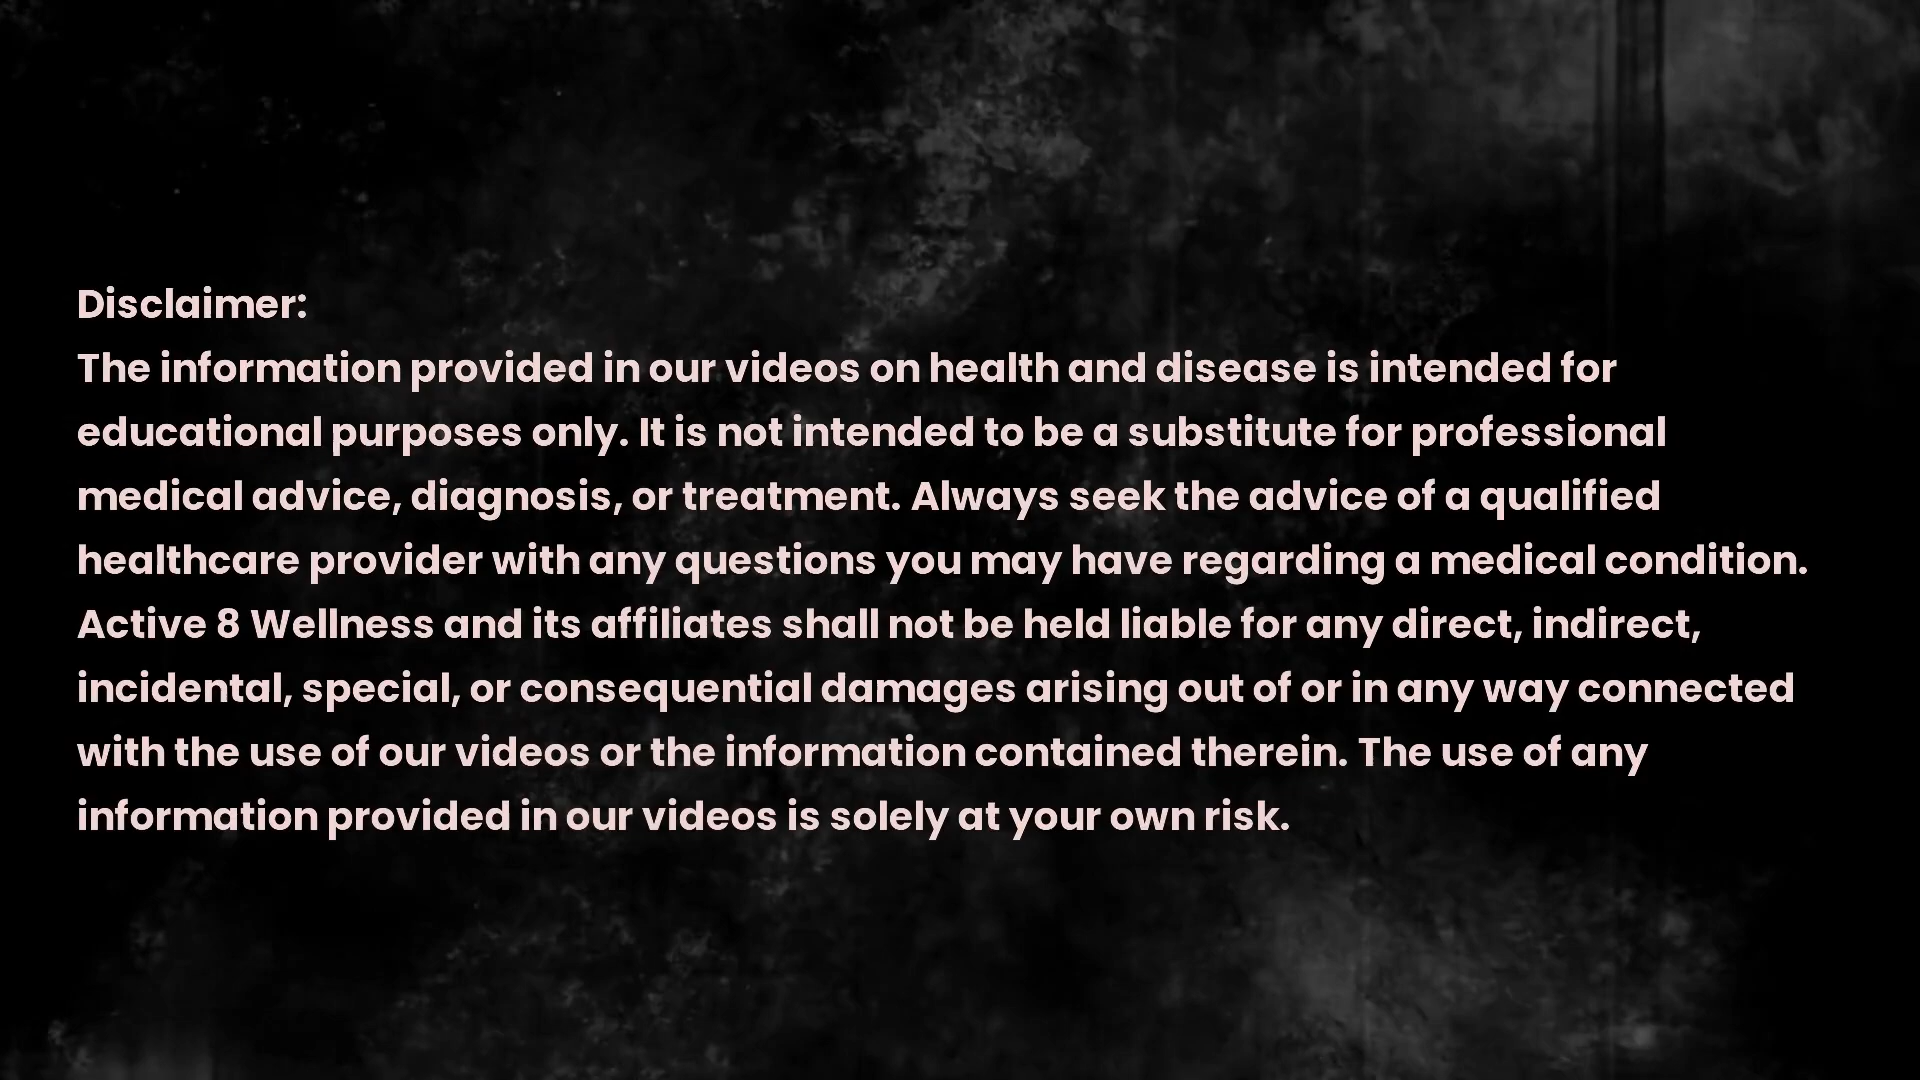 Disclaimer:
The information provided in our videos on health and disease is intended for
educational purposes only. It is not intended to be a substitute for professional
medical advice, diagnosis, or treatment. Always seek the advice of a qualified
healthcare provider with any questions you may have regarding a medical condition.
Active 8 Wellness and its affiliates shall not be held liable for any direct, indirect,
incidental, special, or consequential damages arising out of or in any way connected
with the use of our videos or the information contained therein. The use of any
information provided in our videos is solely at your own risk.